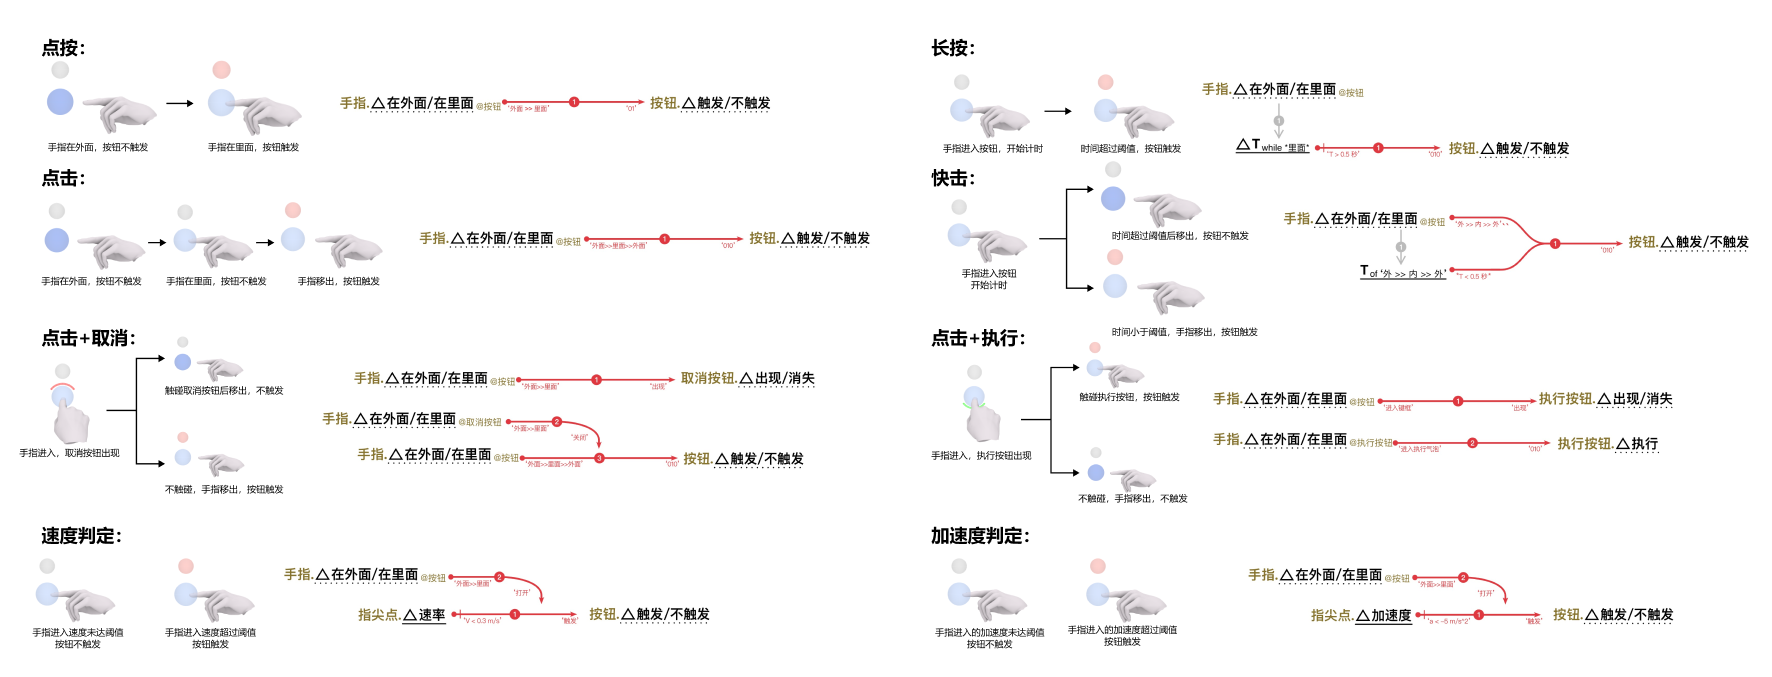 点按：
手指在外面，按钮不触发
手指在里面，按钮触发
手指.△在外面/在里面 @按钮
'外面 >> 里面'
1
'01'
按钮.△触发/不触发
点击：
手指在外面，按钮不触发
手指在里面，按钮不触发
手指移出，按钮触发
手指.△在外面/在里面 @按钮
'外面>>里面>>外面'
1
'010'
按钮.△触发/不触发
点击+取消：
手指进入，取消按钮出现
触碰取消按钮后移出，不触发
不触碰，手指移出，按钮触发
手指.△在外面/在里面 @按钮
'外面>>里面'
1
'出现'
取消按钮.△出现/消失
手指.△在外面/在里面 @取消按钮
'外面>>里面'
2
'关闭'
手指.△在外面/在里面 @按钮
'外面>>里面>>外面'
3
'010'
按钮.△触发/不触发
速度判定：
手指进入速度未达阈值
按钮不触发
手指进入速度超过阈值
按钮触发
手指.△在外面/在里面 @按钮
'外面>>里面'
2
'打开'
指尖点.△速率
'V < 0.3 m/s'
1
'触发'
按钮.△触发/不触发
长按：
手指进入按钮，开始计时
时间超过阈值，按钮触发
手指.△在外面/在里面 @按钮
1
△T while "里面"
'T > 0.5 秒'
1
'010'
按钮.△触发/不触发
快击：
手指进入按钮
开始计时
时间超过阈值后移出，按钮不触发
时间小于阈值，手指移出，按钮触发
手指.△在外面/在里面 @按钮
'外 >> 内 >> 外'
1
T of '外 >> 内 >> 外'
'T < 0.5 秒'
1
'010'
按钮.△触发/不触发
点击+执行：
手指进入，执行按钮出现
触碰执行按钮，按钮触发
不触碰，手指移出，不触发
手指.△在外面/在里面 @按钮
1
'出现'
执行按钮.△出现/消失
手指.△在外面/在里面 @执行按钮
'进入执行气泡'
2
'010'
执行按钮.△执行
加速度判定：
手指进入的加速度未达阈值
按钮不触发
手指进入的加速度超过阈值
按钮触发
手指.△在外面/在里面 @按钮
'外面>>里面'
2
'打开'
指尖点.△加速度
'a < -5 m/s^2'
1
'触发'
按钮.△触发/不触发